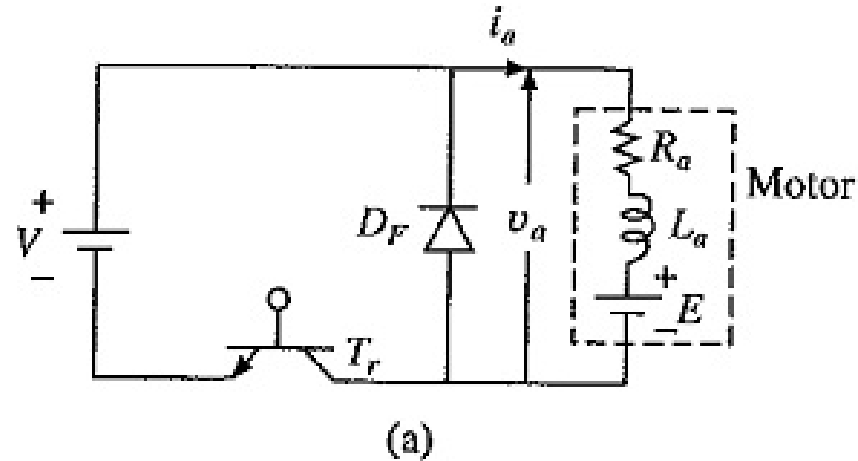 i_a
+
V
−
D_F
v_a
R_a
L_a
+
−E
Motor
T_r
(a)